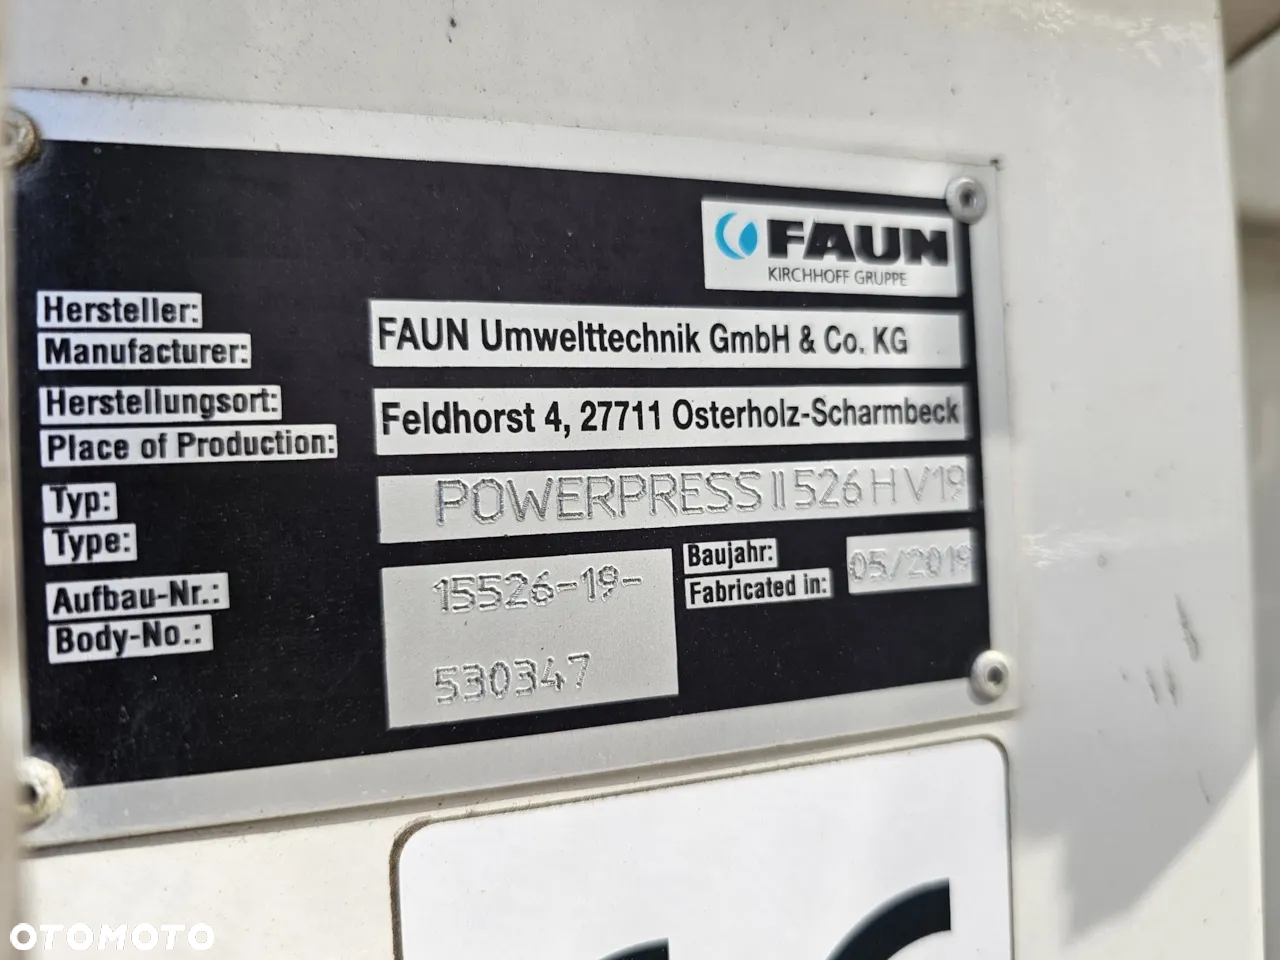 FAUN
KIRCHHOFF GRUPPE
Hersteller:
Manufacturer:
FAUN Umwelttechnik GmbH & Co. KG
Herstellungsort:
Place of Production:
Feldhorst 4, 27711 Osterholz-Scharmbeck
Typ:
Type:
POWERPRESS II 526 H V19
Aufbau-Nr.:
Body-No.:
15526-19-
530347
Baujahr:
Fabricated in:
05/2019
OTOMOTO